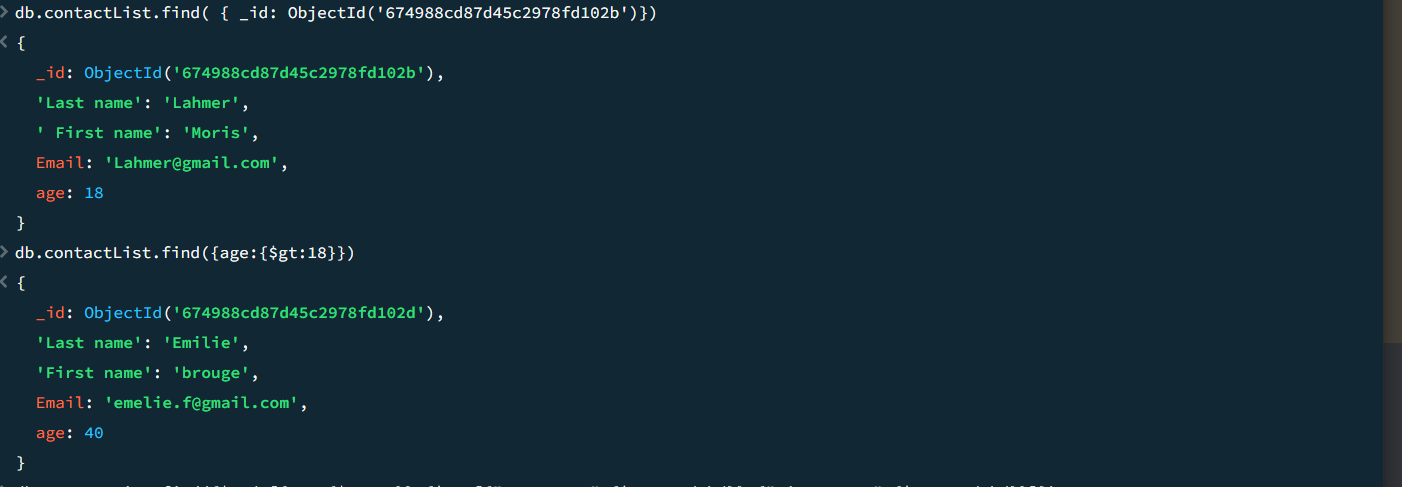 > db.contactList.find( { _id: ObjectId('674988cd87d45c2978fd102b')})
< {
_id: ObjectId('674988cd87d45c2978fd102b'),
'Last name': 'Lahmer',
' First name': 'Moris',
Email: 'Lahmer@gmail.com',
age: 18
}
> db.contactList.find({age:{$gt:18}})
< {
_id: ObjectId('674988cd87d45c2978fd102d'),
'Last name': 'Emilie',
'First name': 'brouge',
Email: 'emelie.f@gmail.com',
age: 40
}